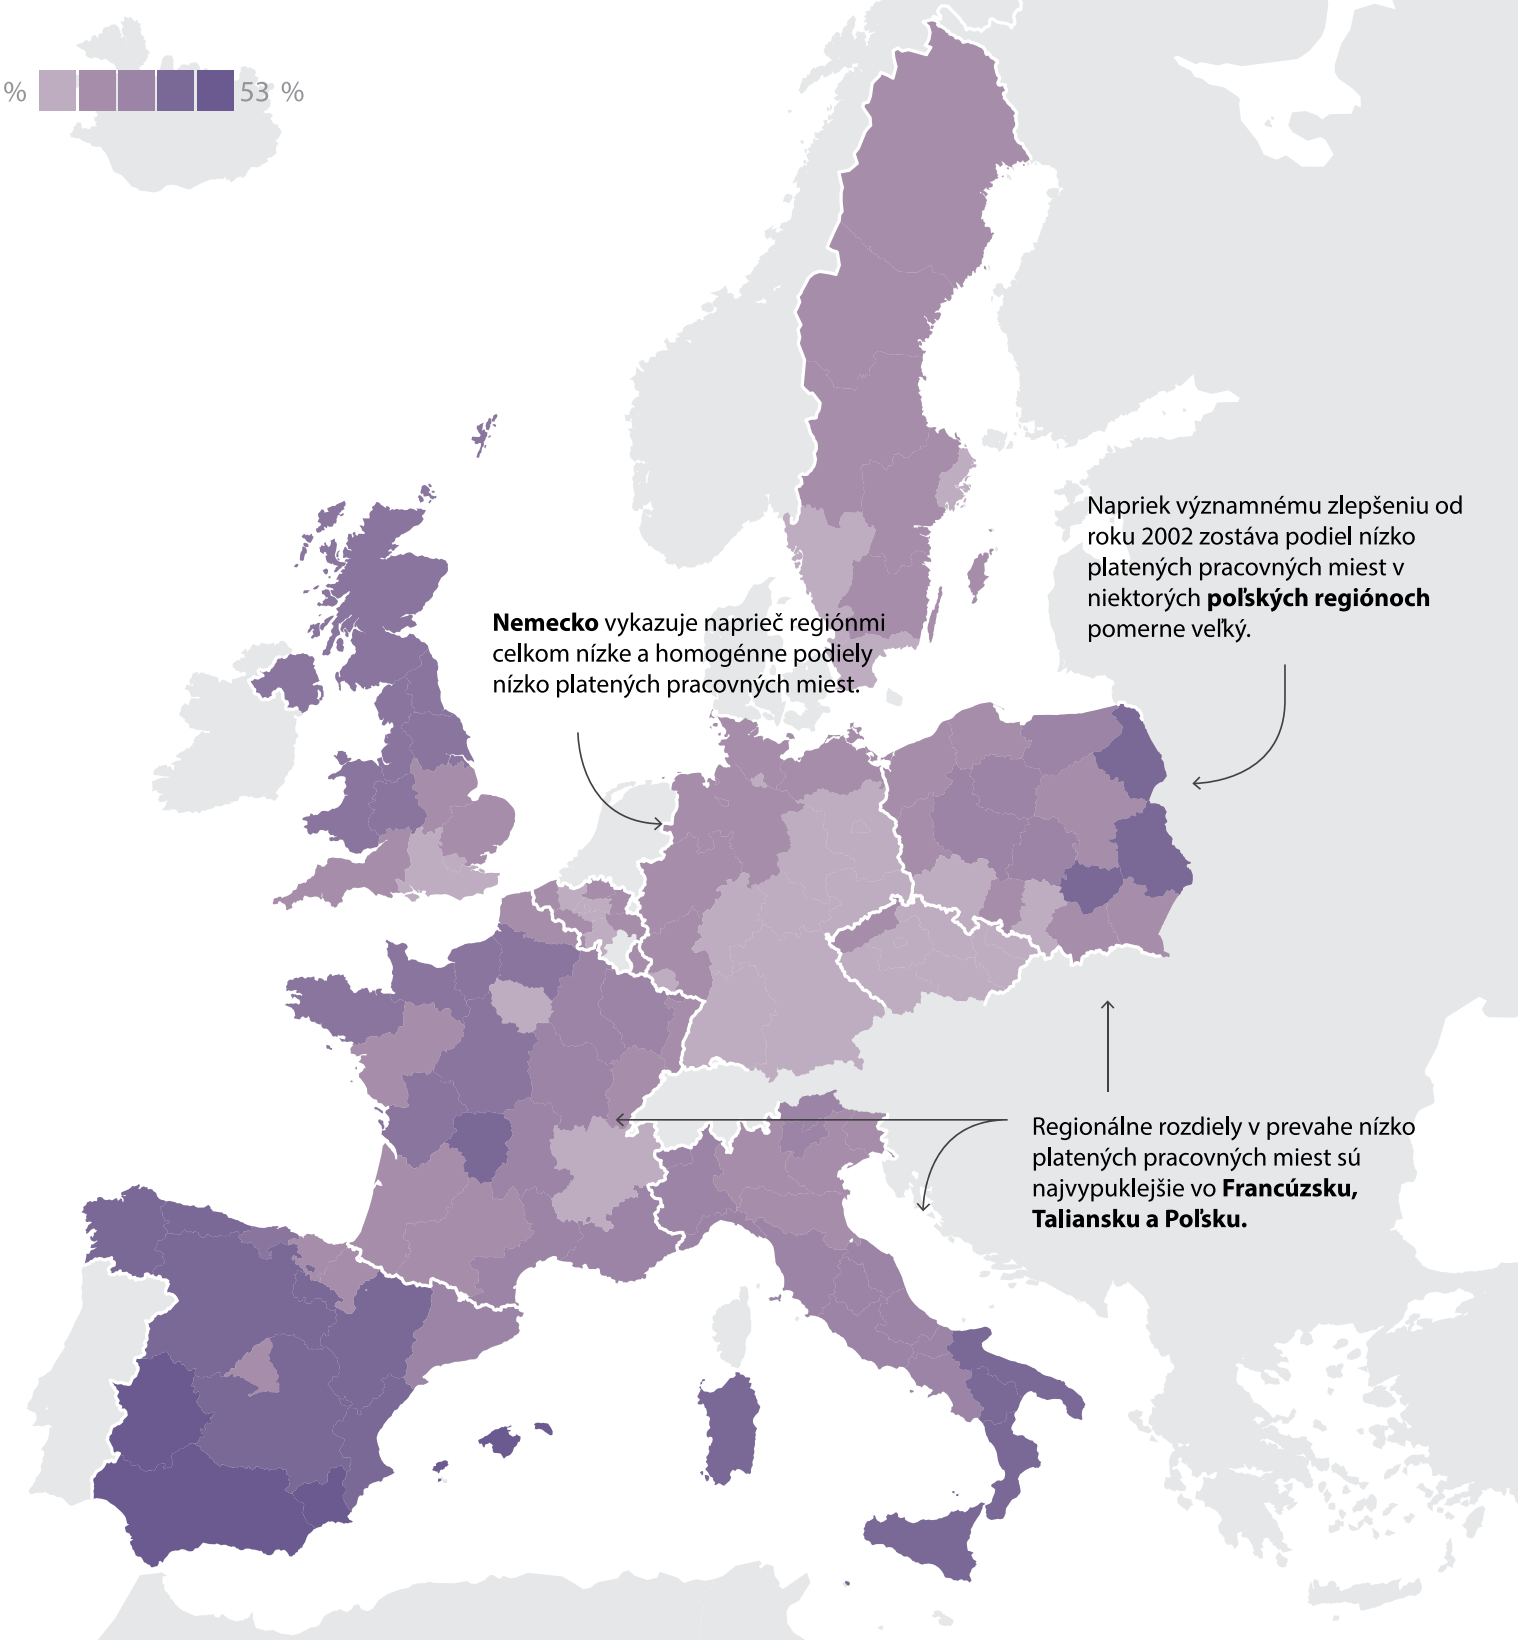 % 53 %
Napriek významnému zlepšeniu od
roku 2002 zostáva podiel nízko
platených pracovných miest v
niektorých poľských regiónoch
pomerne veľký.
Nemecko vykazuje naprieč regiónmi
celkom nízke a homogénne podiely
nízko platených pracovných miest.
Regionálne rozdiely v prevahe nízko
platených pracovných miest sú
najvypuklejšie vo Francúzsku,
Taliansku a Poľsku.